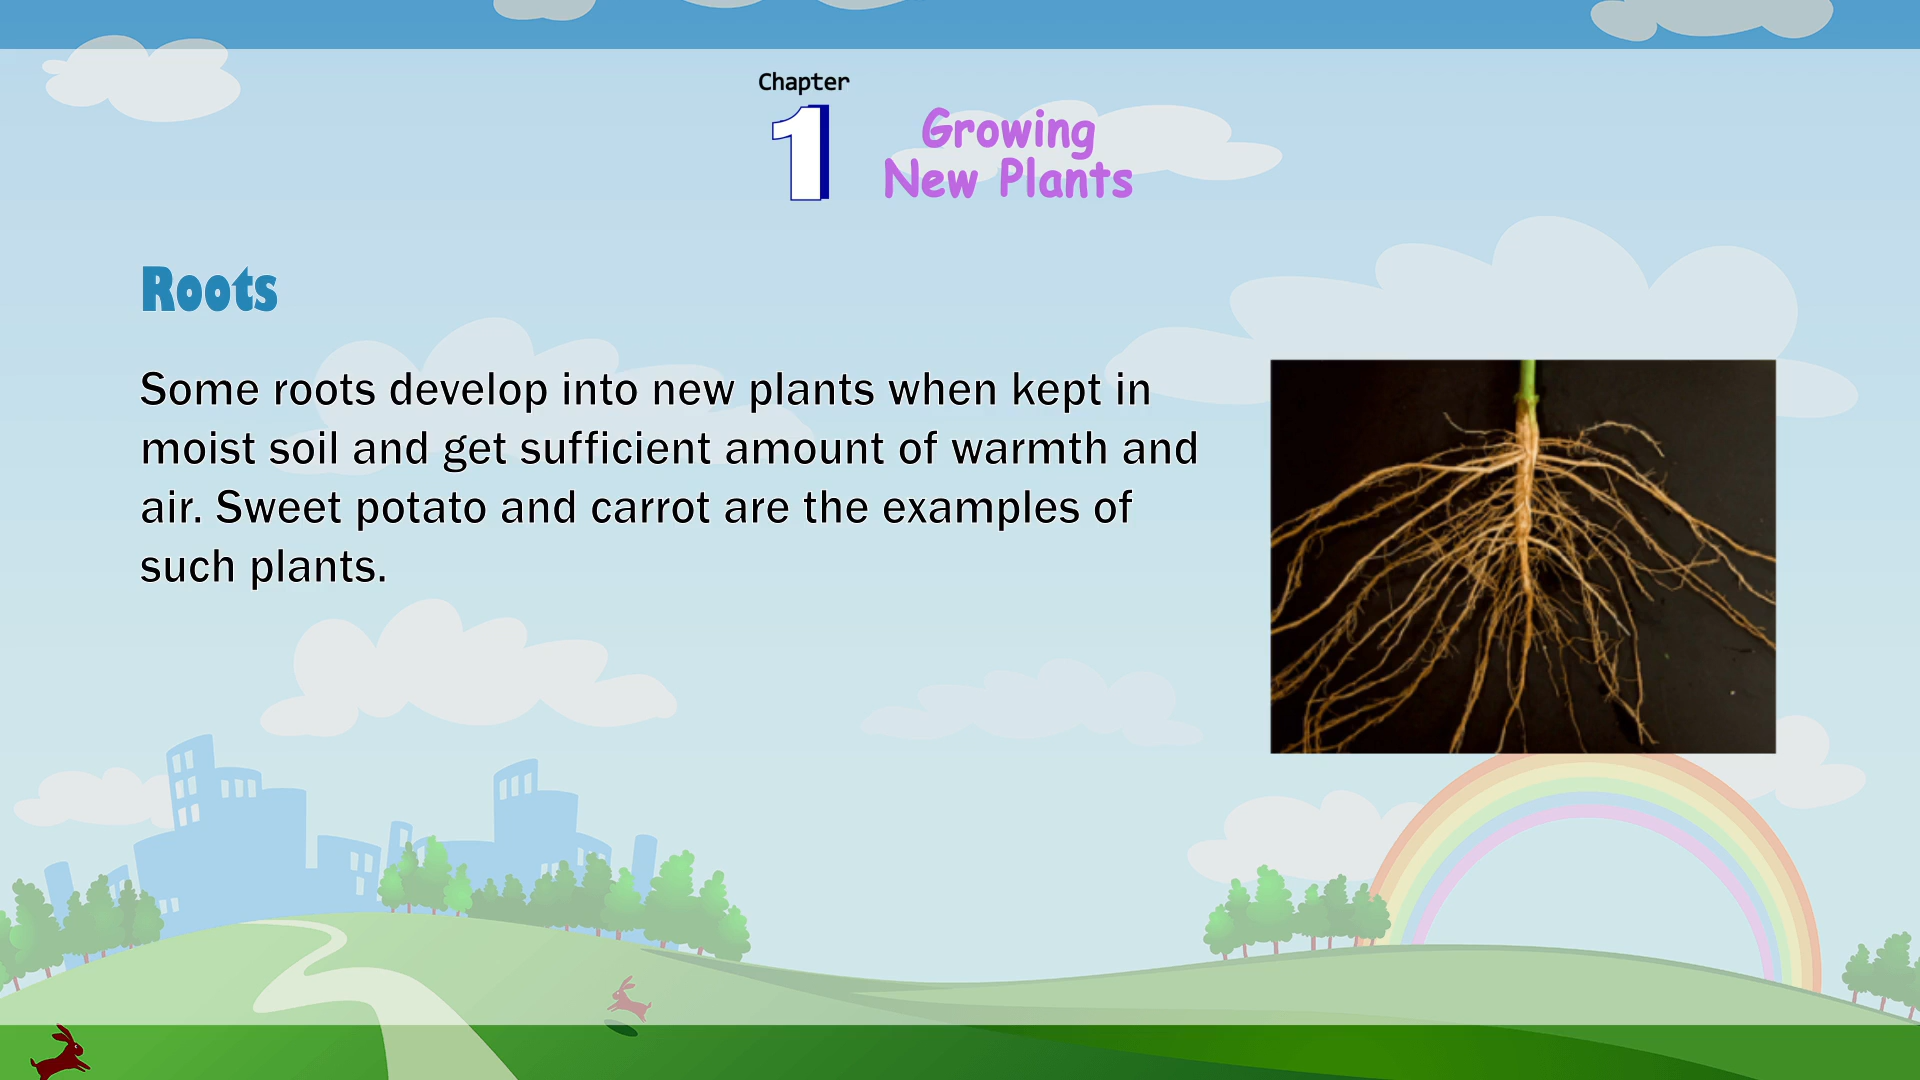 Chapter
1
Growing
New Plants
Roots
Some roots develop into new plants when kept in
moist soil and get sufficient amount of warmth and
air. Sweet potato and carrot are the examples of
such plants.